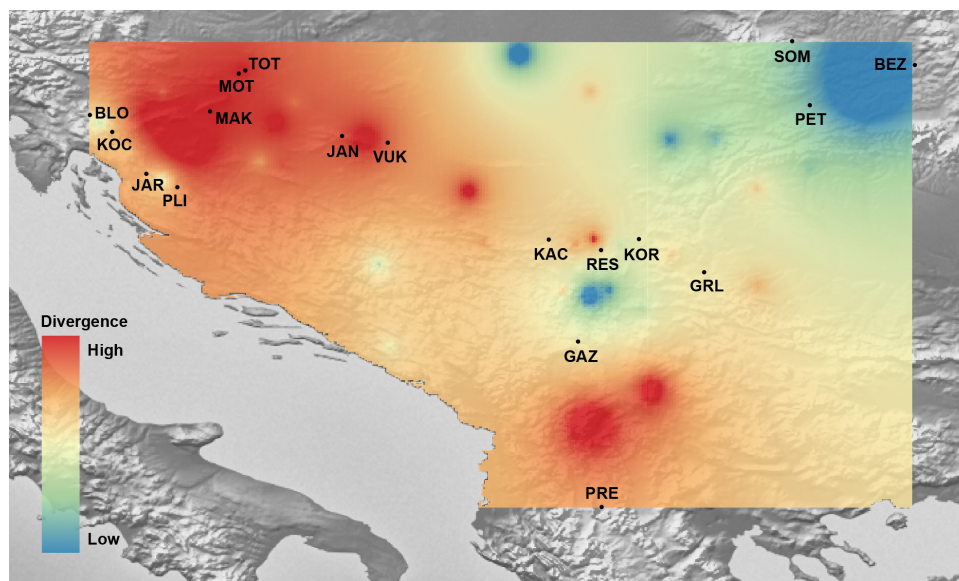 SOM
TOT
BEZ
MOT
BLO
MAK
PET
KOC
JAN
VUK
JAR
PLI
KAC
RES
KOR
GRL
Divergence
High
GAZ
PRE
Low